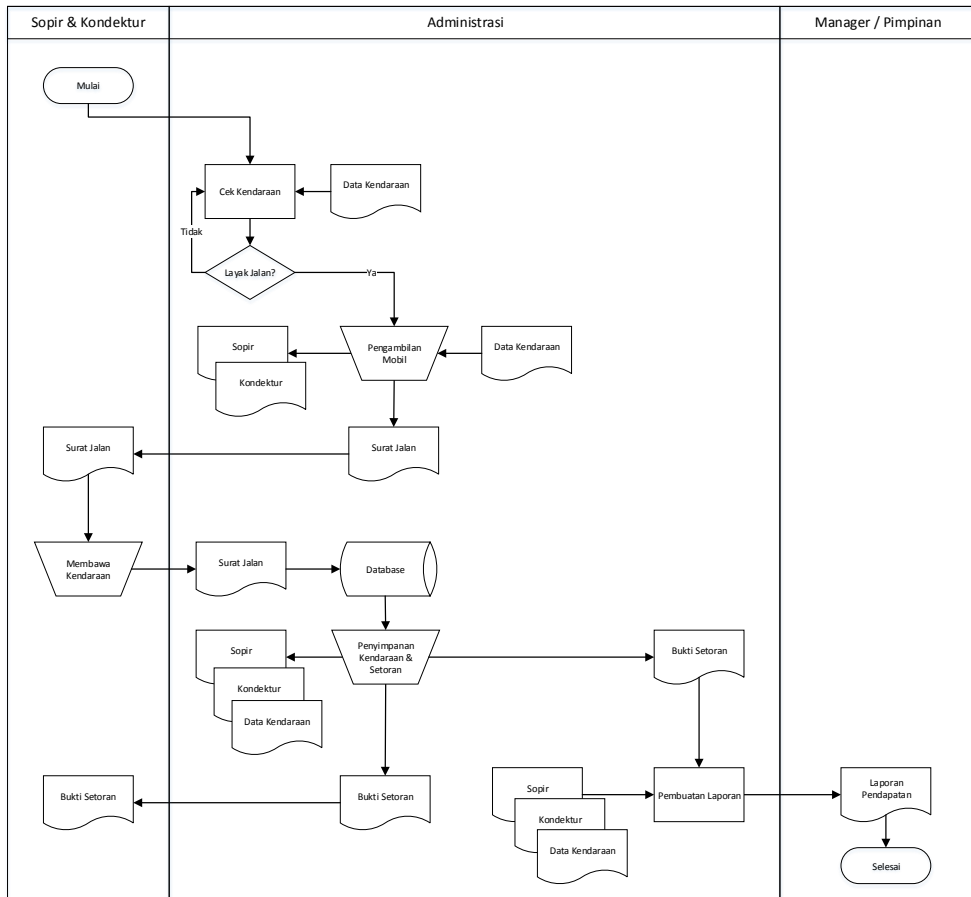 Sopir & Kondektur
Administrasi
Manager / Pimpinan
Mulai
Cek Kendaraan
Data Kendaraan
Tidak
Layak Jalan?
Ya
Sopir
Kondektur
Pengambilan
Mobil
Data Kendaraan
Surat Jalan
Surat Jalan
Membawa
Kendaraan
Surat Jalan
Database
Sopir
Kondektur
Data Kendaraan
Penyimpanan
Kendaraan &
Setoran
Bukti Setoran
Bukti Setoran
Bukti Setoran
Sopir
Kondektur
Data Kendaraan
Pembuatan Laporan
Laporan
Pendapatan
Selesai